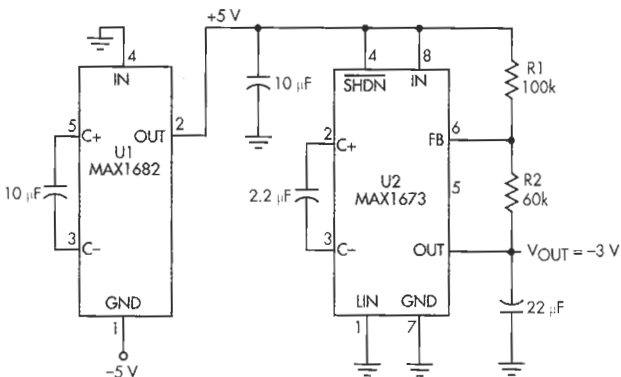 +5 V
4
IN
5
C+
OUT
2
U1
MAX1682
10 µF
3
C–
GND
1
–5 V
10 µF
4
SHDN
8
IN
R1
100k
2
C+
6
FB
U2
MAX1673
2.2 µF
5
R2
60k
3
C–
OUT
VOUT = –3 V
LIN
GND
1
7
22 µF